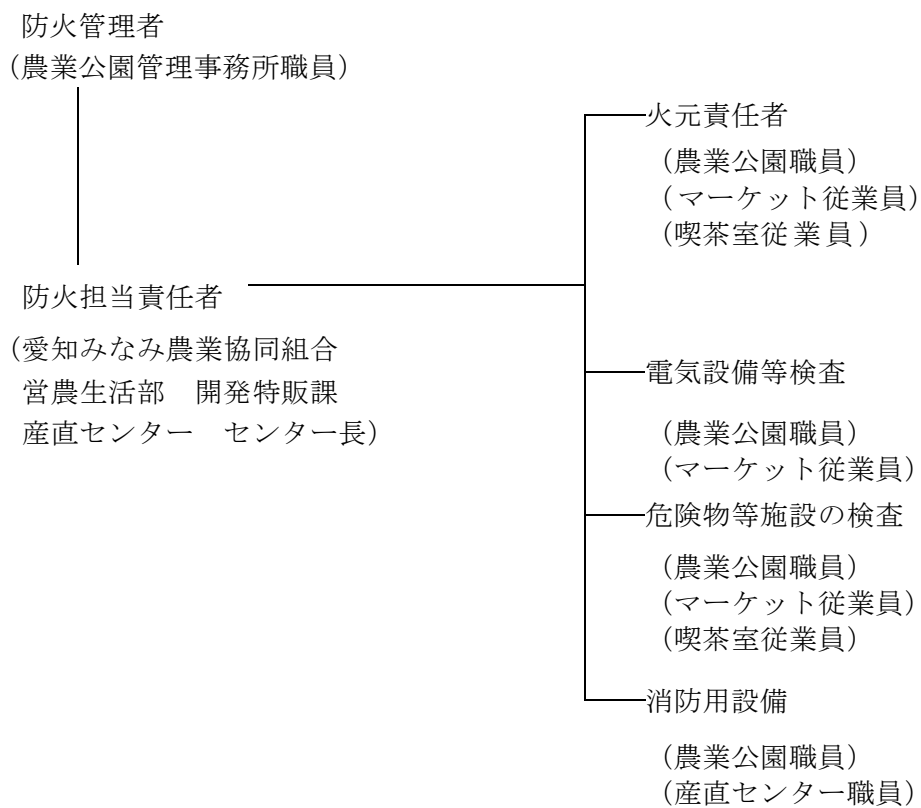 防火管理者
(農業公園管理事務所職員)
防火担当責任者
(愛知みなみ農業協同組合
営農生活部　開発特販課
産直センター　センター長)
火元責任者
(農業公園職員)
(マーケット従業員)
(喫茶室従業員)
電気設備等検査
(農業公園職員)
(マーケット従業員)
危険物等施設の検査
(農業公園職員)
(マーケット従業員)
(喫茶室従業員)
消防用設備
(農業公園職員)
(産直センター職員)